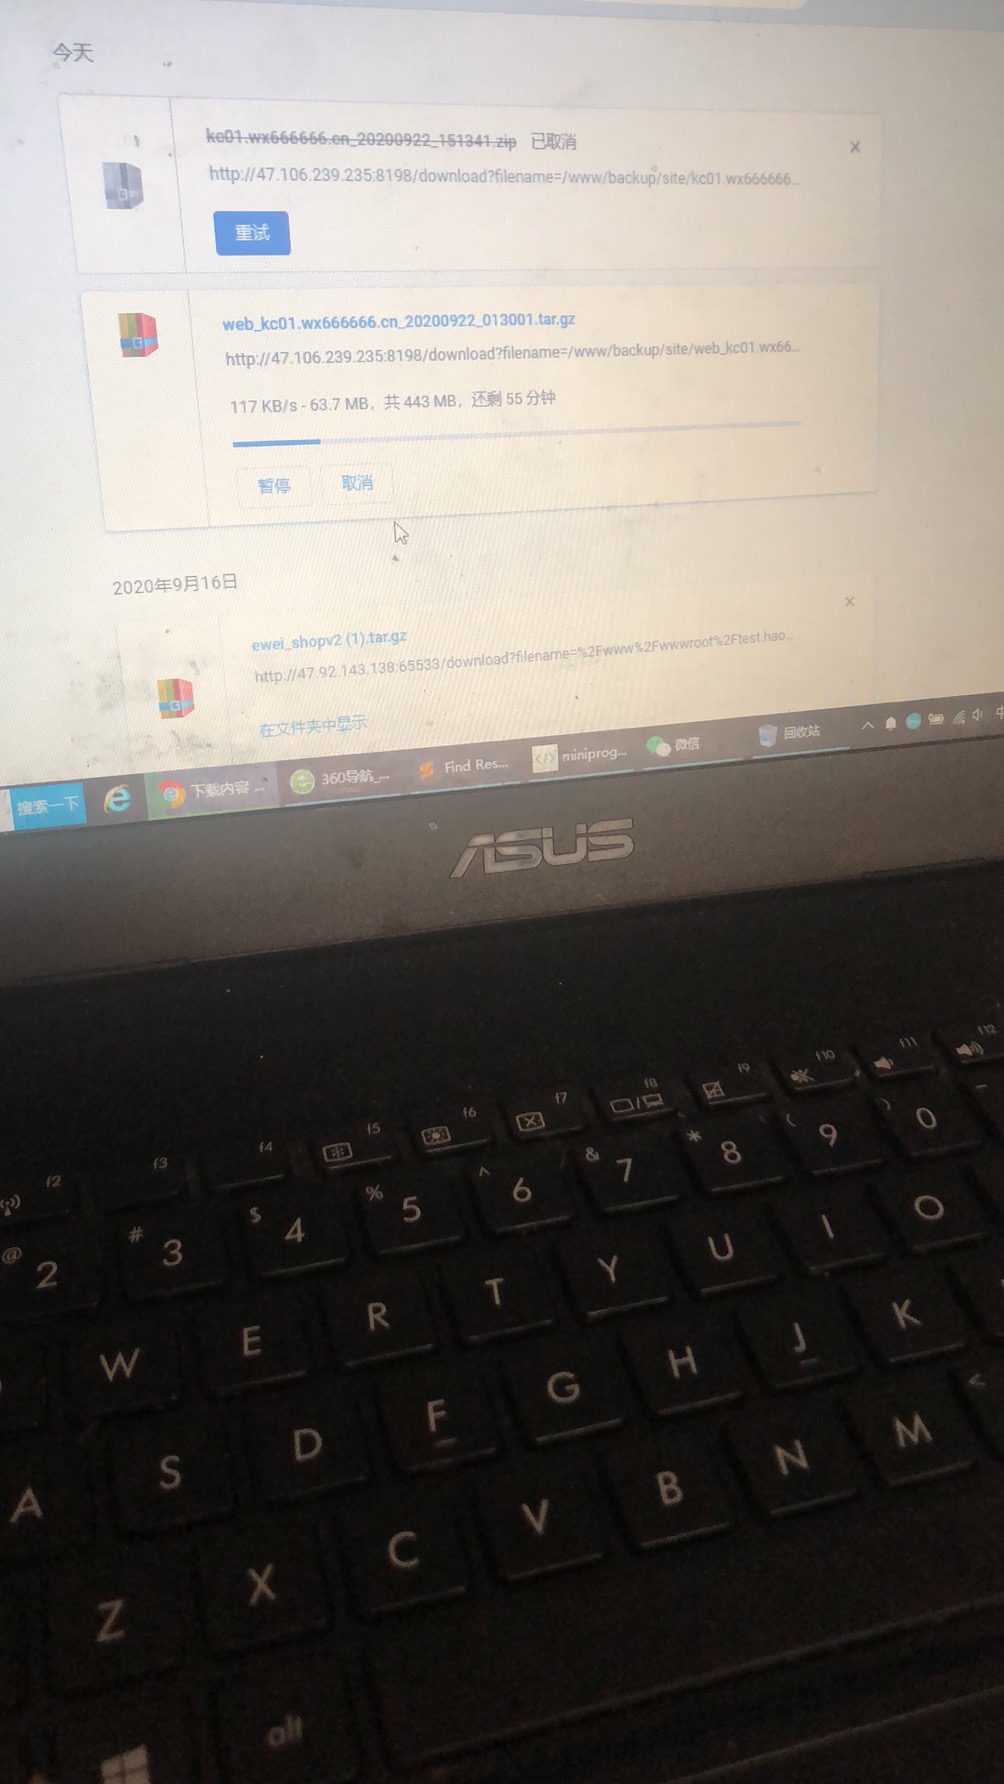 今天
kc01.wx666666.cn_20200922_151341.zip 已取消
http://47.106.239.235:8198/download?filename=/www/backup/site/kc01.wx666666...
重试
web_kc01.wx666666.cn_20200922_013001.tar.gz
http://47.106.239.235:8198/download?filename=/www/backup/site/web_kc01.wx66...
117 KB/s - 63.7 MB，共 443 MB，还剩 55 分钟
暂停 取消
2020年9月16日
ewei_shopv2 (1).tar.gz
http://47.92.143.138:65533/download?filename=%2Fwww%2Fwwwroot%2Ftest.hao...
在文件夹中显示
搜索一下 下载内容 ... 360导航_... Find Res... miniprog... 微信 回收站 中
ASUS
f2 f3 f4 f5 f6 f7 f8 f9 f10 f11 f12
@ 2 # 3 $ 4 % 5 ^ 6 & 7 * 8 ( 9 ) 0
W E R T Y U I O
A S D F G H J K
Z X C V B N M <
alt